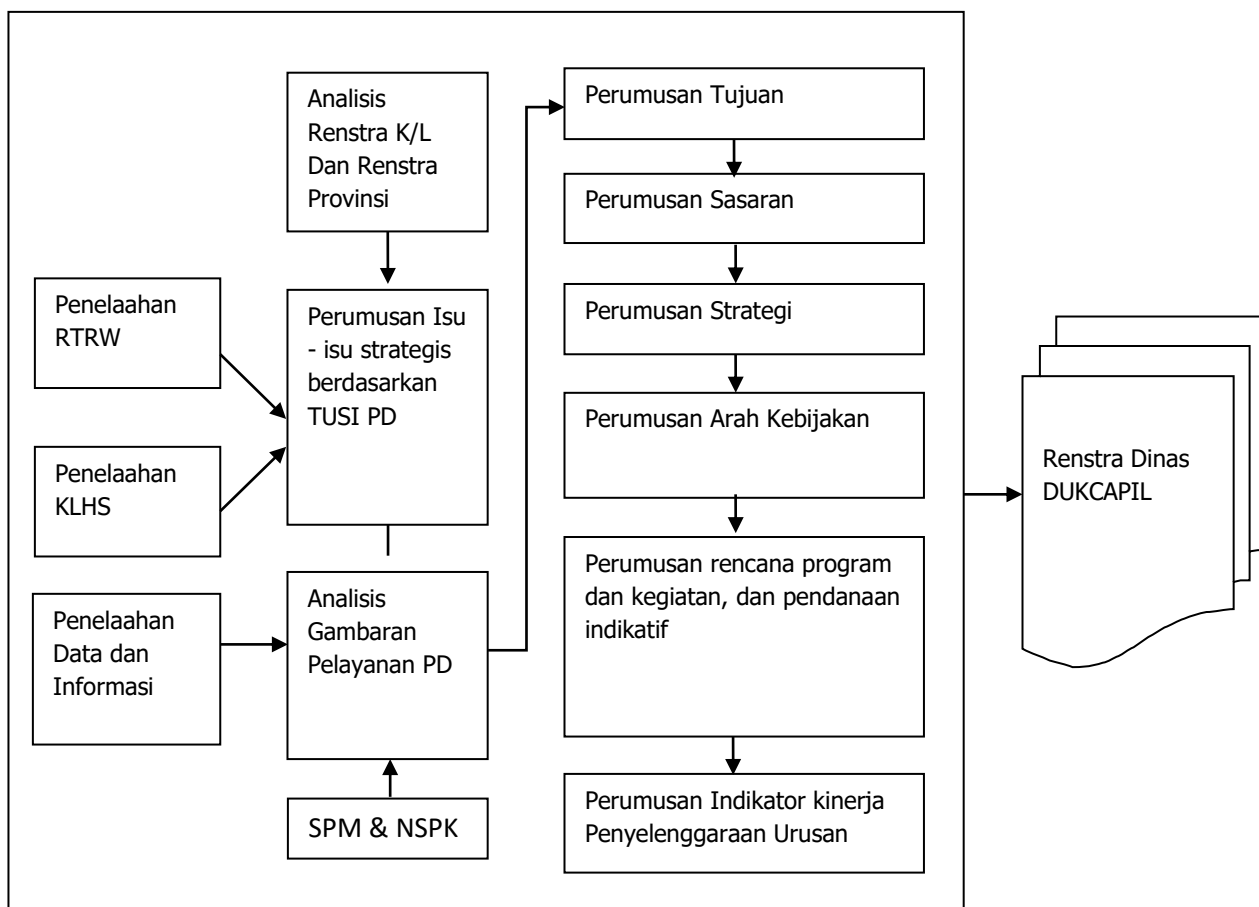 Analisis
Renstra K/L
Dan Renstra
Provinsi
Penelaahan
RTRW
Perumusan Isu
- isu strategis
berdasarkan
TUSI PD
Penelaahan
KLHS
Penelaahan
Data dan
Informasi
Analisis
Gambaran
Pelayanan PD
SPM & NSPK
Perumusan Tujuan
Perumusan Sasaran
Perumusan Strategi
Perumusan Arah Kebijakan
Perumusan rencana program
dan kegiatan, dan pendanaan
indikatif
Perumusan Indikator kinerja
Penyelenggaraan Urusan
Renstra Dinas
DUKCAPIL